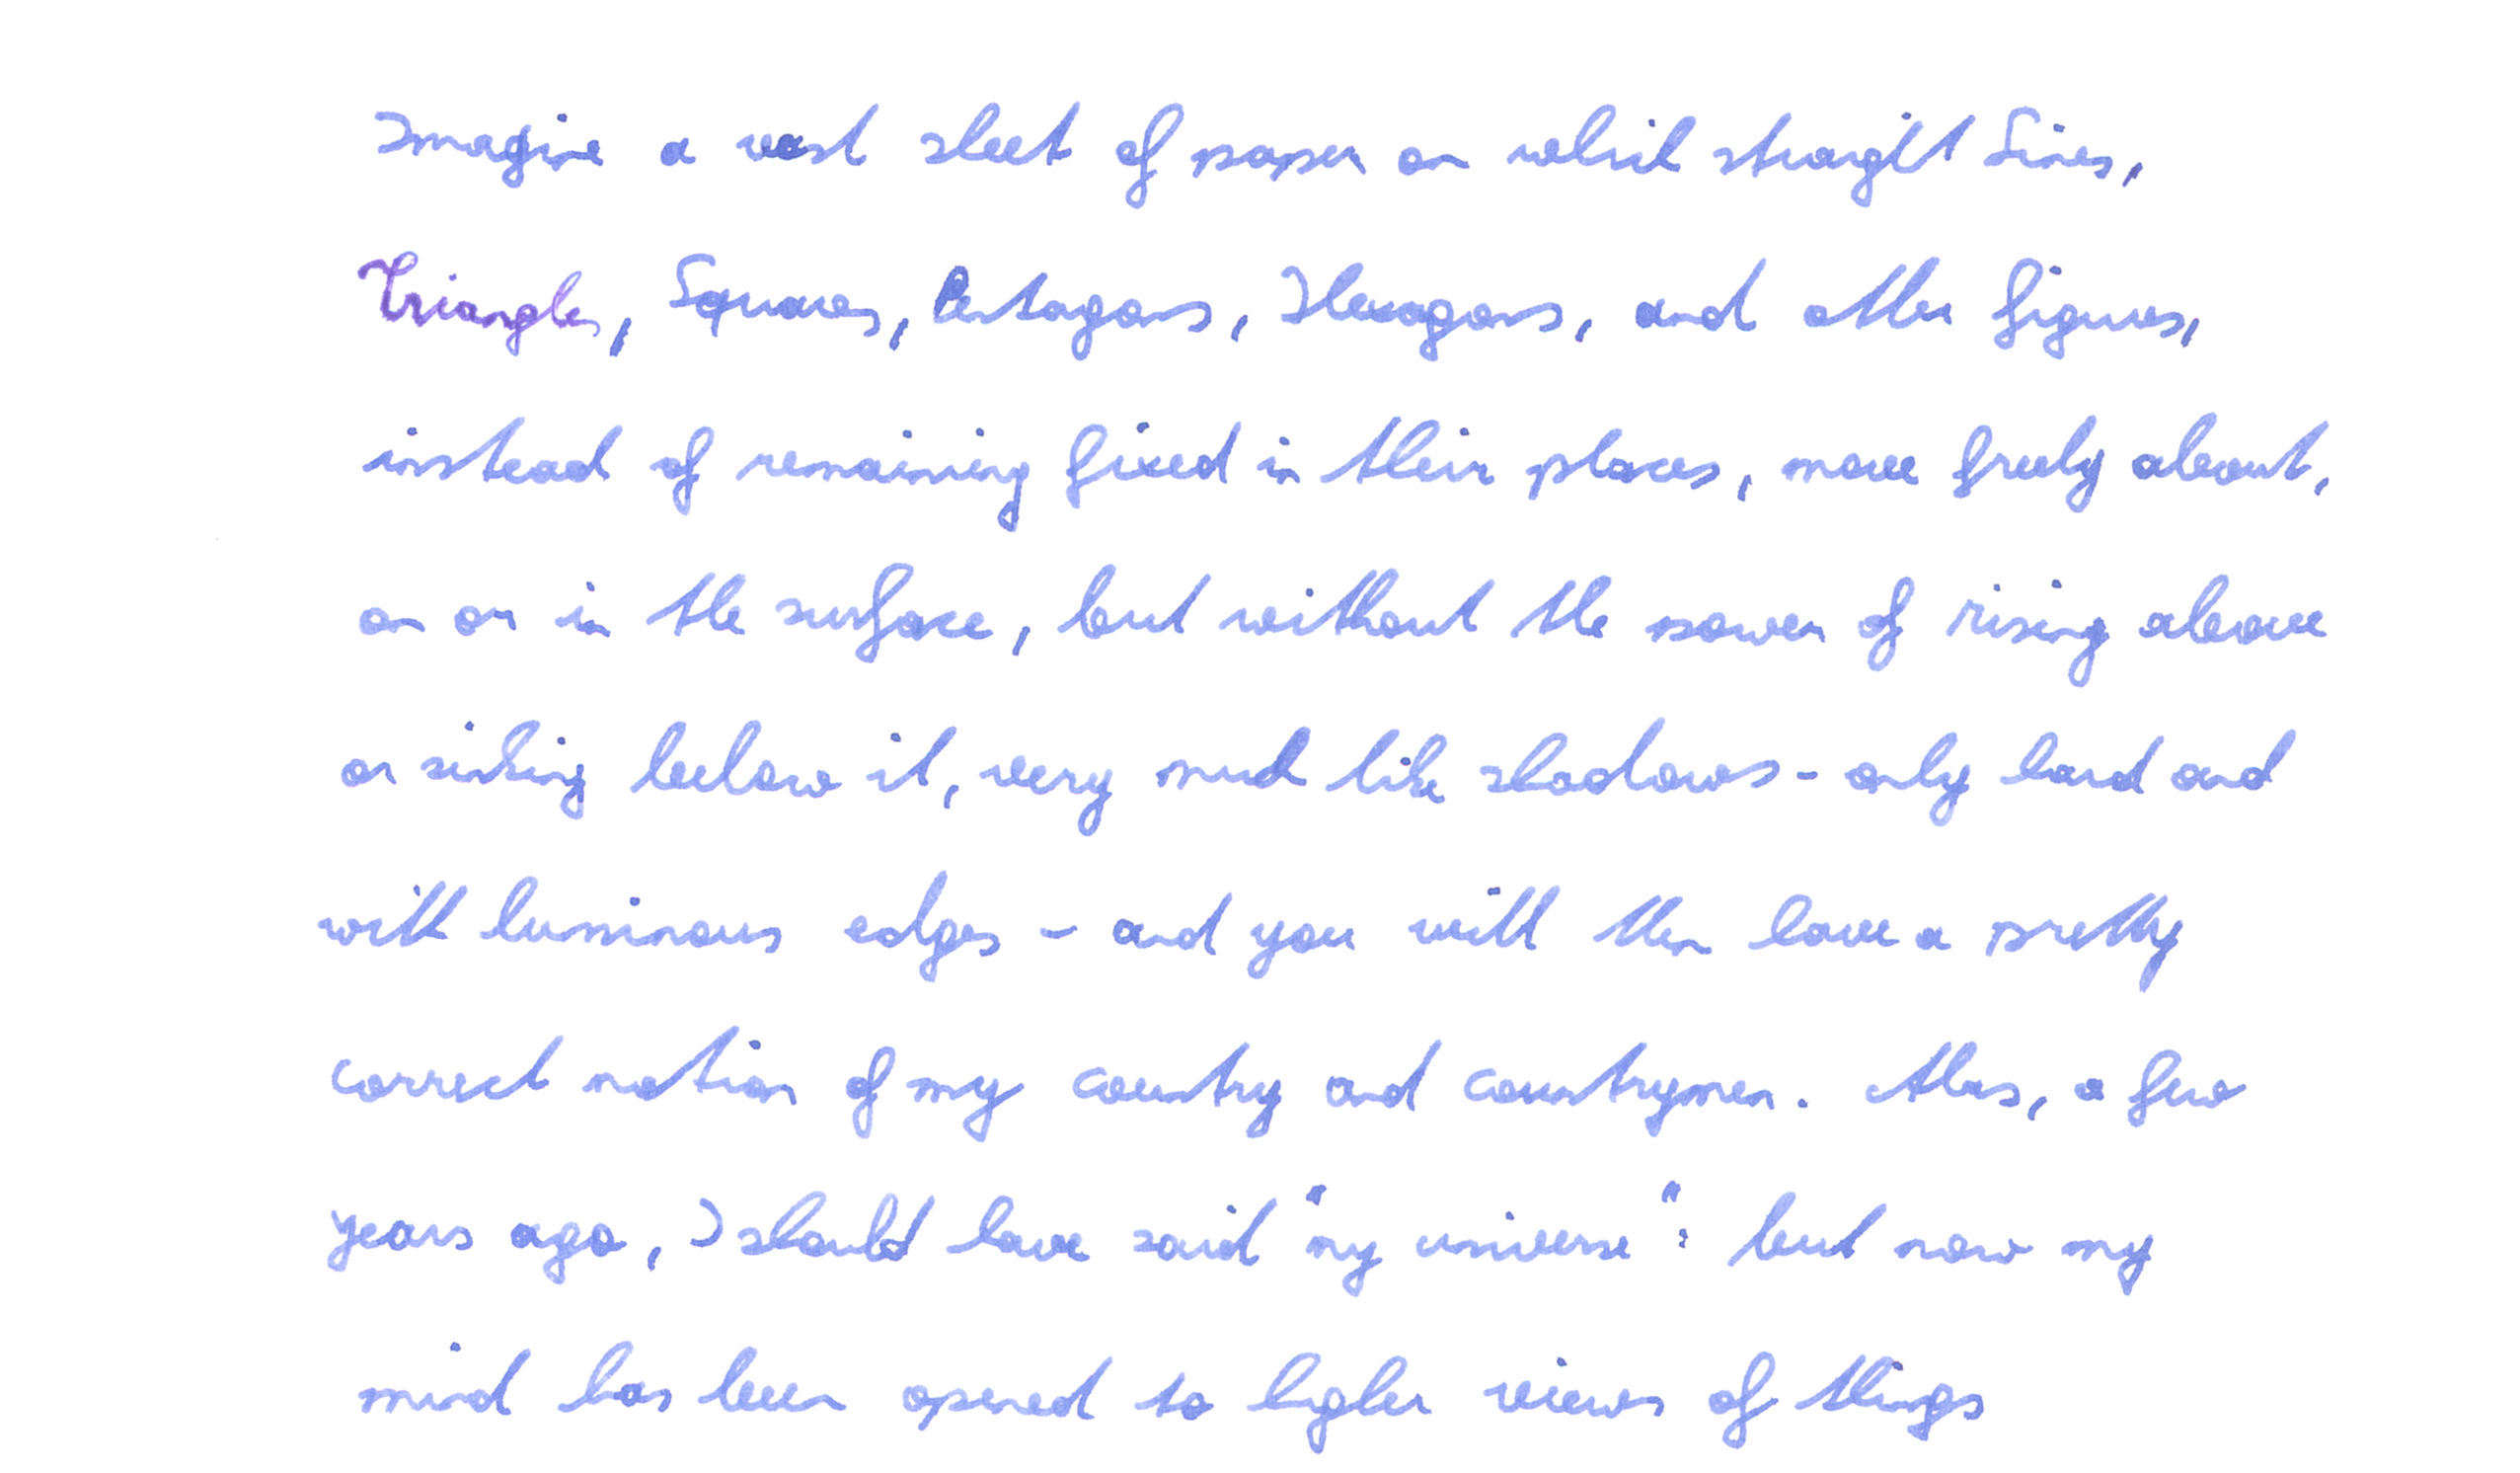 Imagine a vast sheet of paper on which straight Lines,
Triangles, Squares, Pentagons, Hexagons, and other figures,
instead of remaining fixed in their places, move freely about,
on or in the surface, but without the power of rising above
or sinking below it, very much like shadows - only hard and
with luminous edges - and you will then have a pretty
correct notion of my country and countrymen. Alas, a few
years ago, I should have said "my universe": but now my
mind has been opened to higher views of things